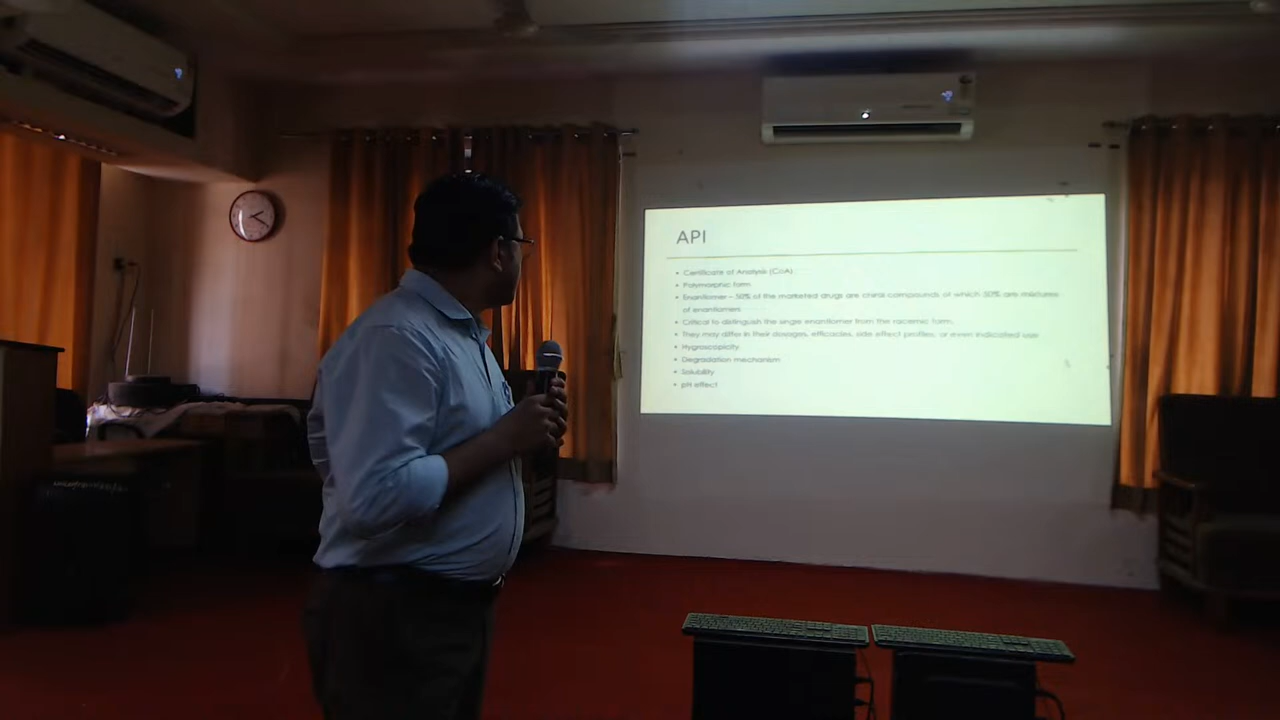 API
• Certificate of Analysis (CoA).
• Polymorphic form
• Enantiomer – 50% of the marketed drugs are chiral compounds of which 50% are mixtures
of enantiomers
• Critical to distinguish the single enantiomer from the racemic form.
• They may differ in their dosages, efficacies, side effect profiles, or even indicated use
• Hygroscopicity
• Degradation mechanism
• Solubility
• pH effect